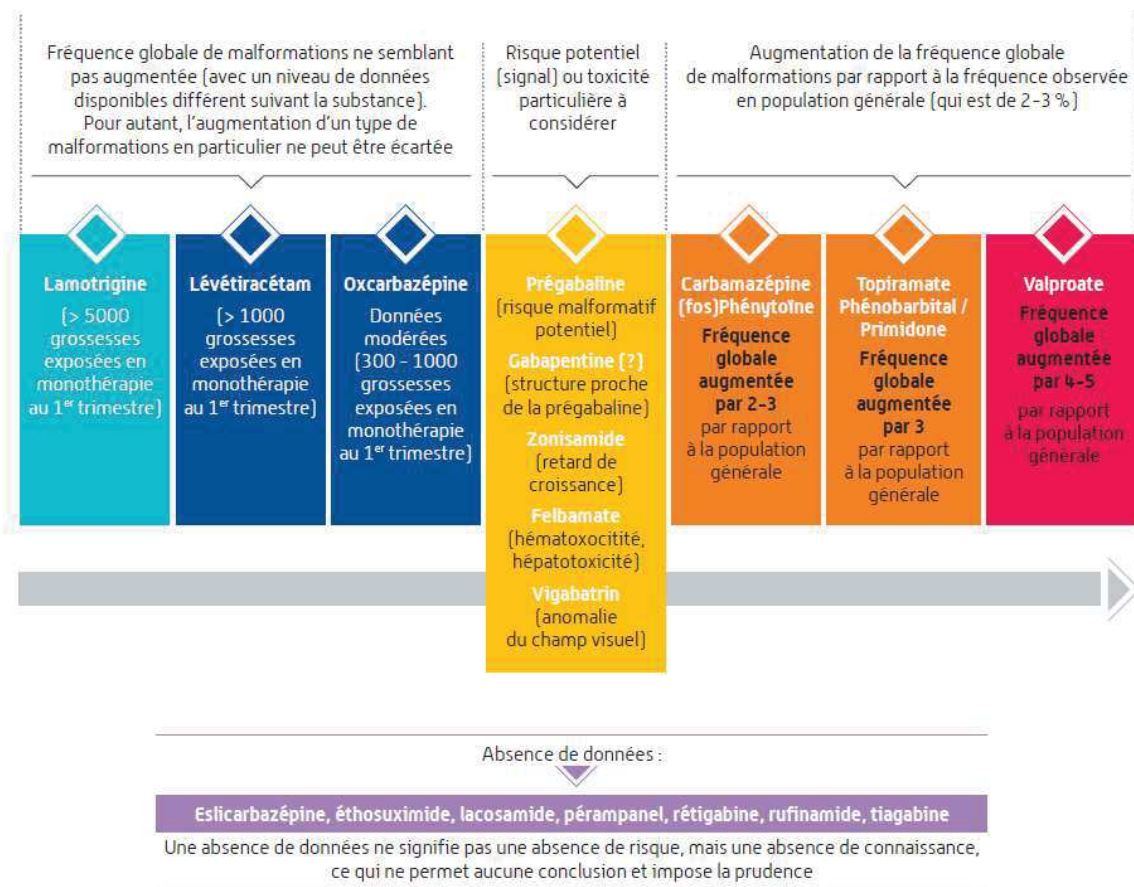 Fréquence globale de malformations ne semblant
pas augmentée (avec un niveau de données
disponibles différent suivant la substance).
Pour autant, l'augmentation d'un type de
malformations en particulier ne peut être écartée
Risque potentiel
(signal) ou toxicité
particulière à
considérer
Augmentation de la fréquence globale
de malformations par rapport à la fréquence observée
en population générale (qui est de 2-3 %)
Lamotrigine
(> 5000
grossesses
exposées en
monothérapie
au 1er trimestre)
Lévétiracétam
(> 1000
grossesses
exposées en
monothérapie
au 1er trimestre)
Oxcarbazépine
Données
modérées
(300 - 1000
grossesses
exposées en
monothérapie
au 1er trimestre)
Prégabaline
(risque malformatif
potentiel)
Gabapentine (?)
(structure proche
de la prégabaline)
Zonisamide
(retard de
croissance)
Felbamate
(hématoxocitité,
hépatotoxicité)
Vigabatrin
(anomalie
du champ visuel)
Carbamazépine
(fos)Phénytoïne
Fréquence
globale
augmentée
par 2-3
par rapport
à la population
générale
Topiramate
Phénobarbital /
Primidone
Fréquence
globale
augmentée
par 3
par rapport
à la population
générale
Valproate
Fréquence
globale
augmentée
par 4-5
par rapport
à la population
générale
Absence de données :
Eslicarbazépine, éthosuximide, lacosamide, pérampanel, rétigabine, rufinamide, tiagabine
Une absence de données ne signifie pas une absence de risque, mais une absence de connaissance,
ce qui ne permet aucune conclusion et impose la prudence